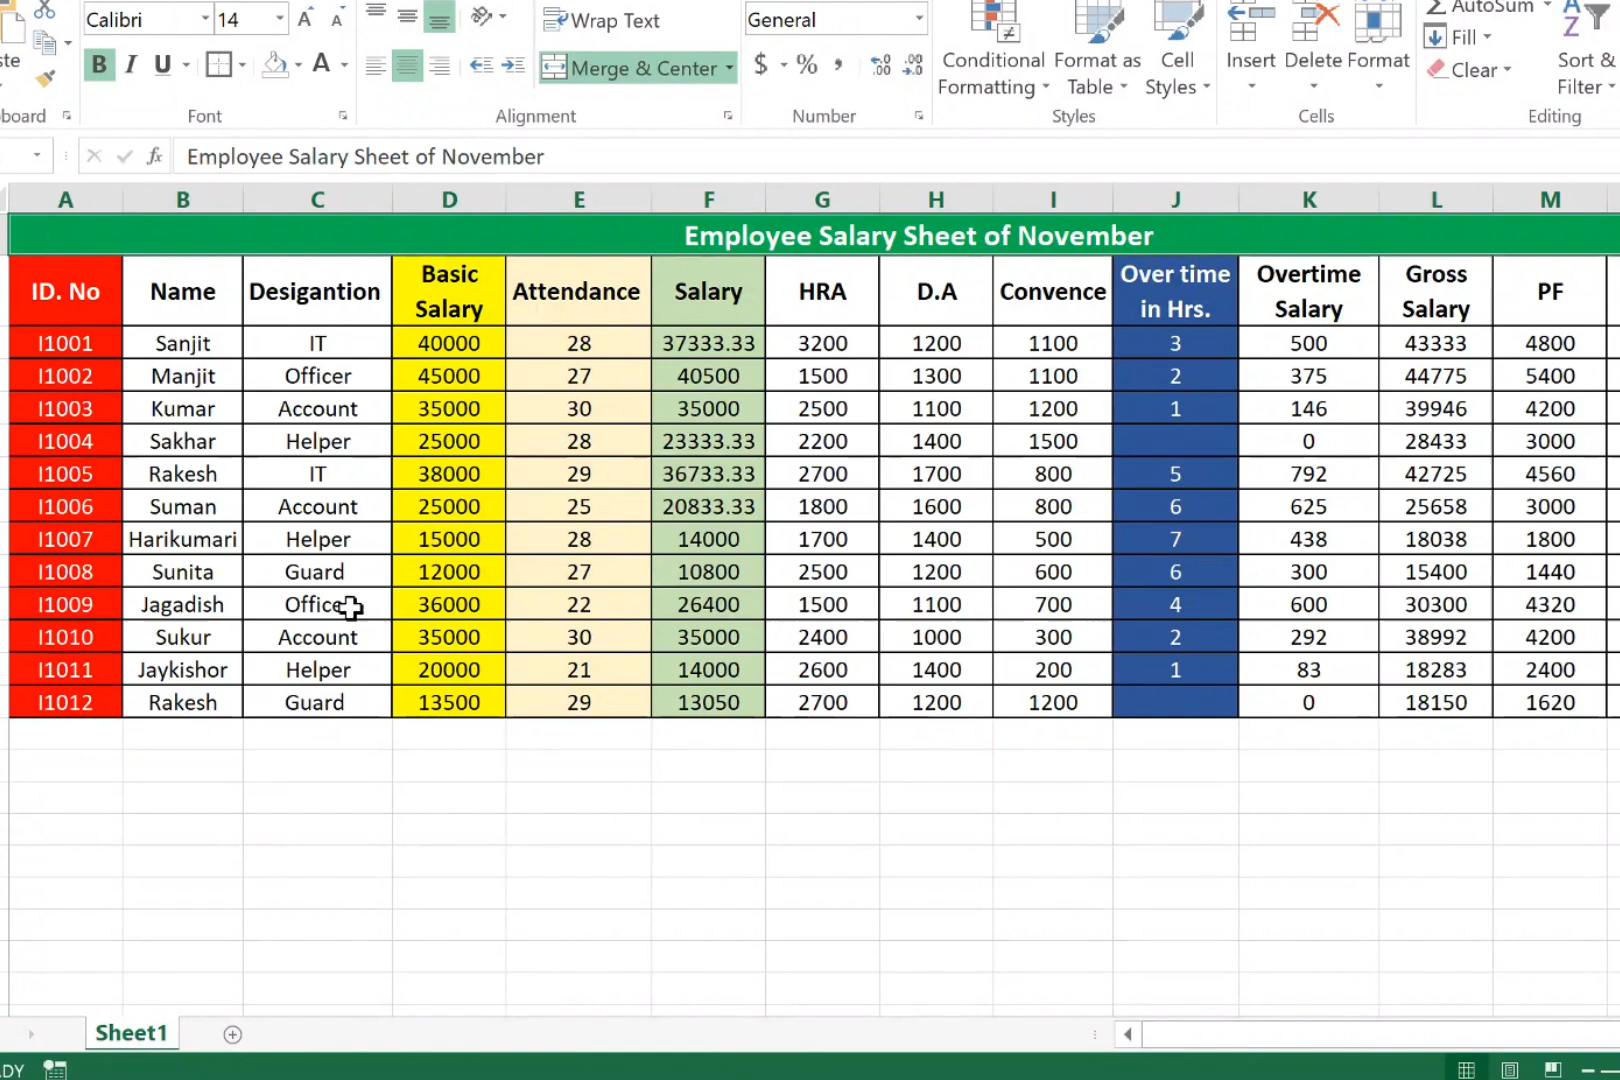 Calibri 14 Wrap Text General AutoSum
B I U Merge & Center $ % Conditional Formatting Format as Table Cell Styles Insert Delete Format Fill Clear Sort & Filter
Font Alignment Number Styles Cells Editing
fx Employee Salary Sheet of November
A B C D E F G H I J K L M
Employee Salary Sheet of November
ID. No Name Desigantion Basic Salary Attendance Salary HRA D.A Convence Over time in Hrs. Overtime Salary Gross Salary PF
I1001 Sanjit IT 40000 28 37333.33 3200 1200 1100 3 500 43333 4800
I1002 Manjit Officer 45000 27 40500 1500 1300 1100 2 375 44775 5400
I1003 Kumar Account 35000 30 35000 2500 1100 1200 1 146 39946 4200
I1004 Sakhar Helper 25000 28 23333.33 2200 1400 1500 0 28433 3000
I1005 Rakesh IT 38000 29 36733.33 2700 1700 800 5 792 42725 4560
I1006 Suman Account 25000 25 20833.33 1800 1600 800 6 625 25658 3000
I1007 Harikumari Helper 15000 28 14000 1700 1400 500 7 438 18038 1800
I1008 Sunita Guard 12000 27 10800 2500 1200 600 6 300 15400 1440
I1009 Jagadish Office 36000 22 26400 1500 1100 700 4 600 30300 4320
I1010 Sukur Account 35000 30 35000 2400 1000 300 2 292 38992 4200
I1011 Jaykishor Helper 20000 21 14000 2600 1400 200 1 83 18283 2400
I1012 Rakesh Guard 13500 29 13050 2700 1200 1200 0 18150 1620
Sheet1